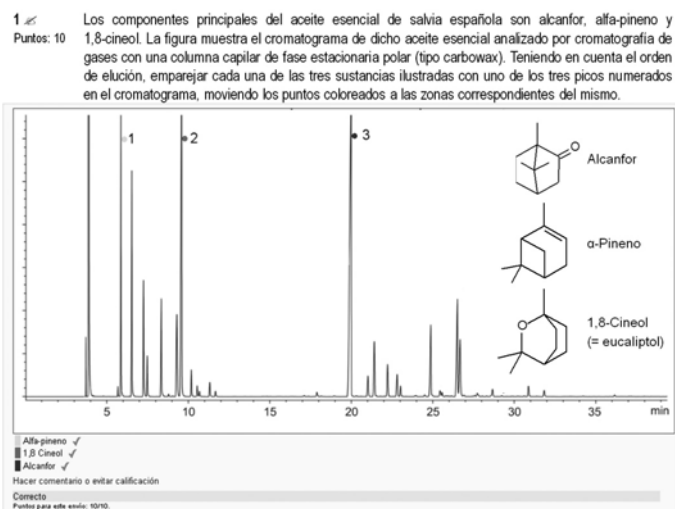 1
Puntos: 10
Los componentes principales del aceite esencial de salvia española son alcanfor, alfa-pineno y
1,8-cineol. La figura muestra el cromatograma de dicho aceite esencial analizado por cromatografía de
gases con una columna capilar de fase estacionaria polar (tipo carbowax). Teniendo en cuenta el orden
de elución, emparejar cada una de las tres sustancias ilustradas con uno de los tres picos numerados
en el cromatograma, moviendo los puntos coloreados a las zonas correspondientes del mismo.
1
2
3
O
Alcanfor
α-Pineno
O
1,8-Cineol
(= eucaliptol)
5 10 15 20 25 30 35 min
Alfa-pineno ✓
1,8 Cineol ✓
Alcanfor ✓
Hacer comentario o evitar calificación
Correcto
Puntos para este envío: 10/10.